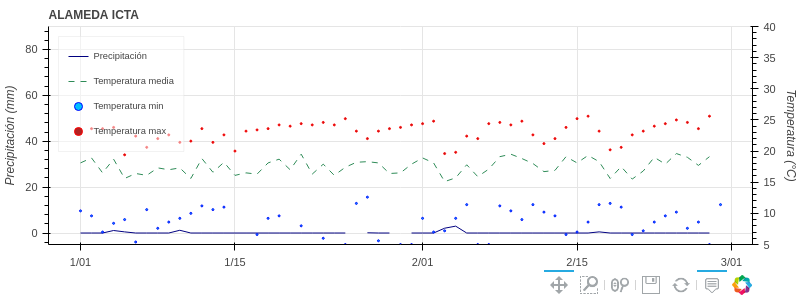 ALAMEDA ICTA
Precipitación
Temperatura media
Temperatura min
Temperatura max
Precipitación (mm)
80
60
40
20
0
40
35
30
25
20
15
10
5
Temperatura (°C)
1/01
1/15
2/01
2/15
3/01